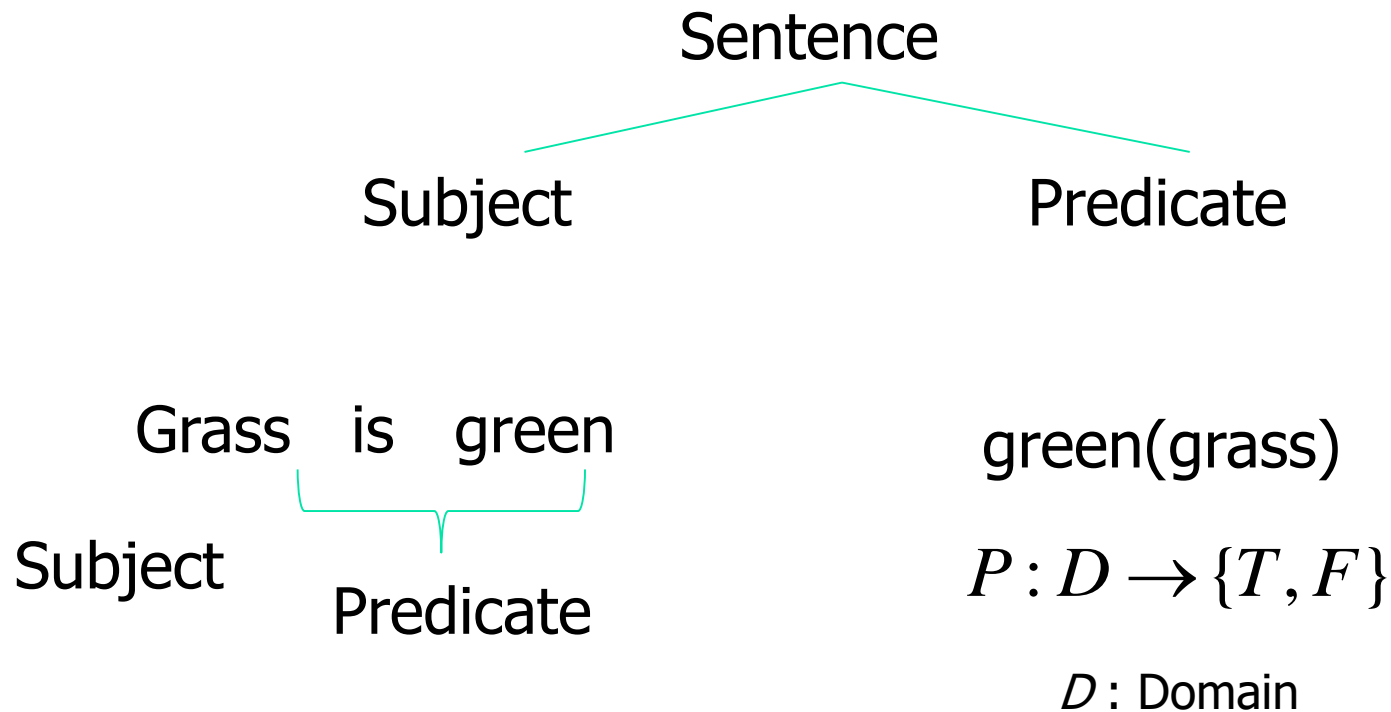 Sentence
Subject Predicate
Grass is green
green(grass)
Subject
Predicate
P : D → {T, F}
D : Domain